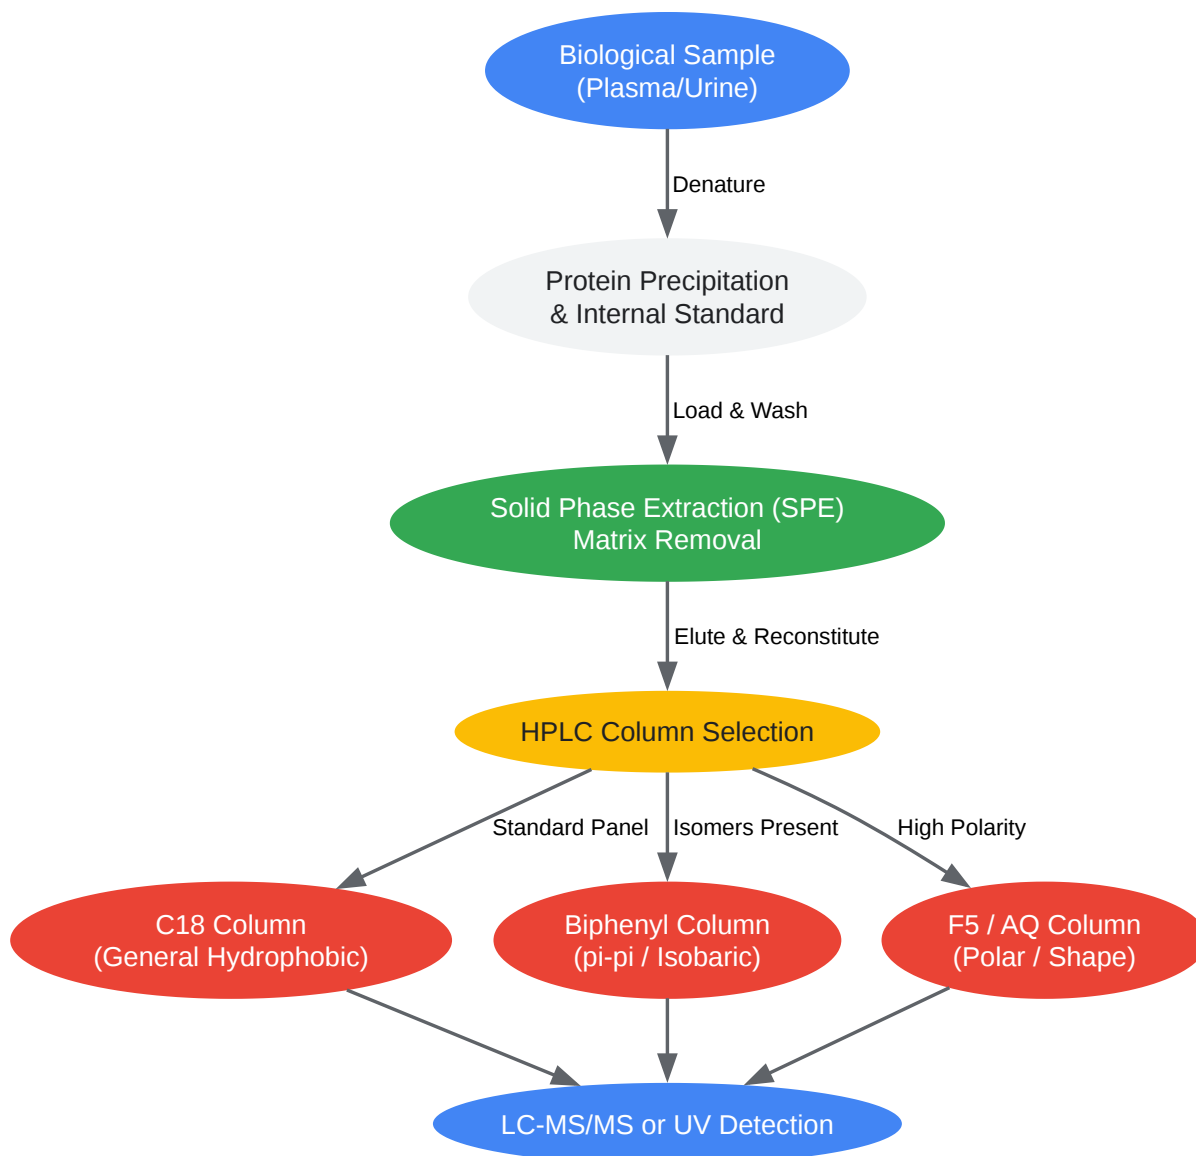 Biological Sample
(Plasma/Urine)
Denature
Protein Precipitation
& Internal Standard
Load & Wash
Solid Phase Extraction (SPE)
Matrix Removal
Elute & Reconstitute
HPLC Column Selection
Standard Panel
Isomers Present
High Polarity
C18 Column
(General Hydrophobic)
Biphenyl Column
(pi-pi / Isobaric)
F5 / AQ Column
(Polar / Shape)
LC-MS/MS or UV Detection